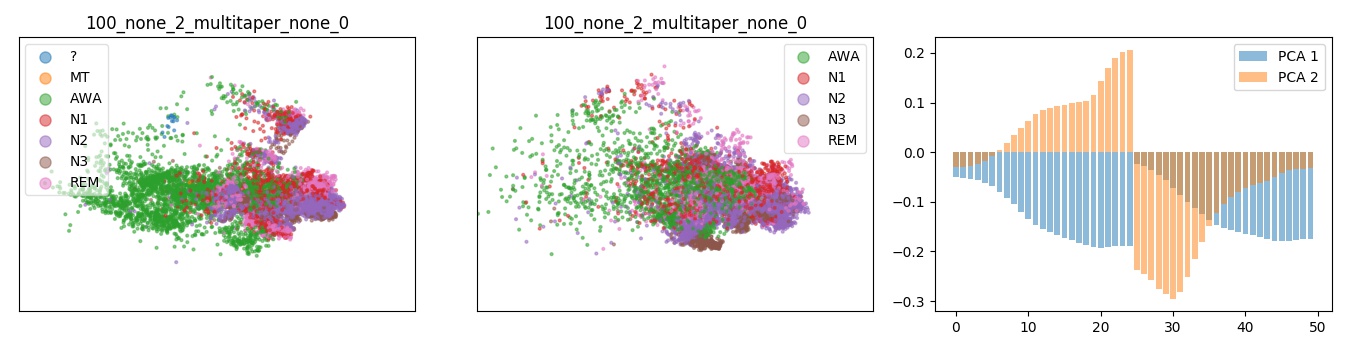 100_none_2_multitaper_none_0
?
MT
AWA
N1
N2
N3
REM
100_none_2_multitaper_none_0
AWA
N1
N2
N3
REM
PCA 1
PCA 2
0.2
0.1
0.0
−0.1
−0.2
−0.3
0 10 20 30 40 50